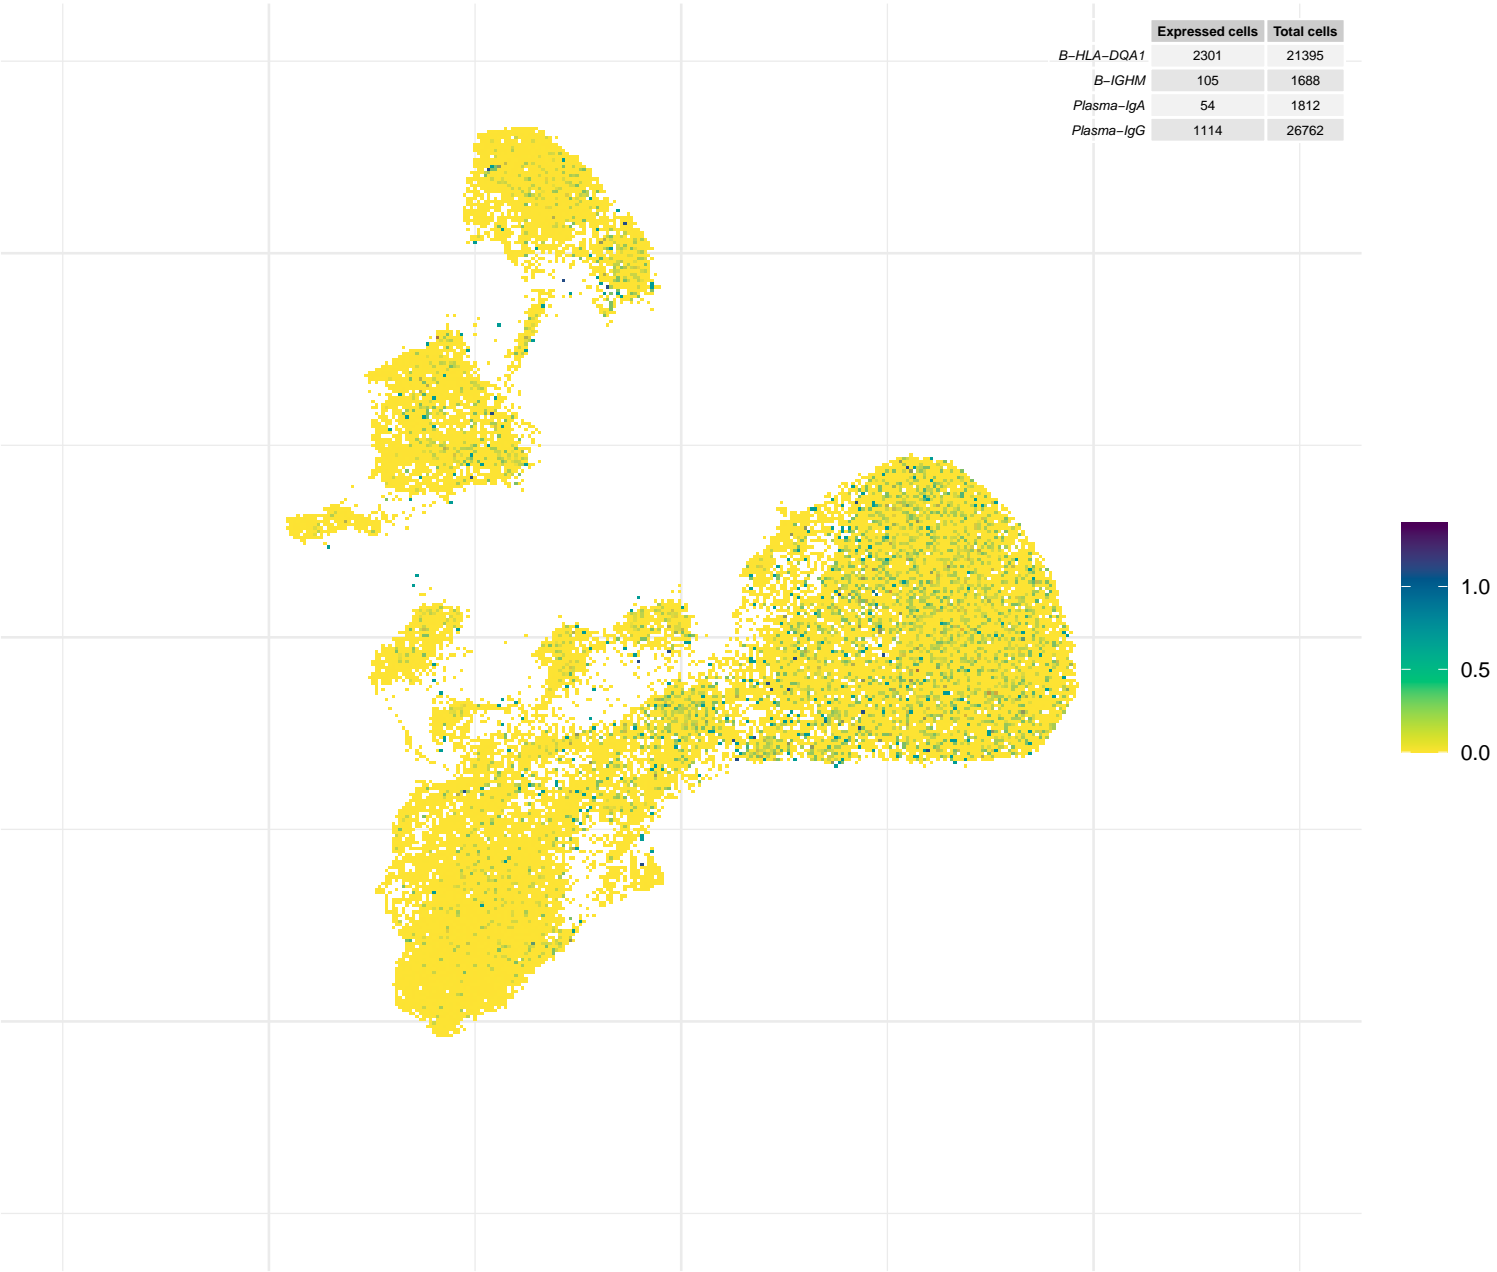 Expressed cells Total cells
B-HLA-DQA1 2301 21395
B-IGHM 105 1688
Plasma-IgA 54 1812
Plasma-IgG 1114 26762
1.0
0.5
0.0